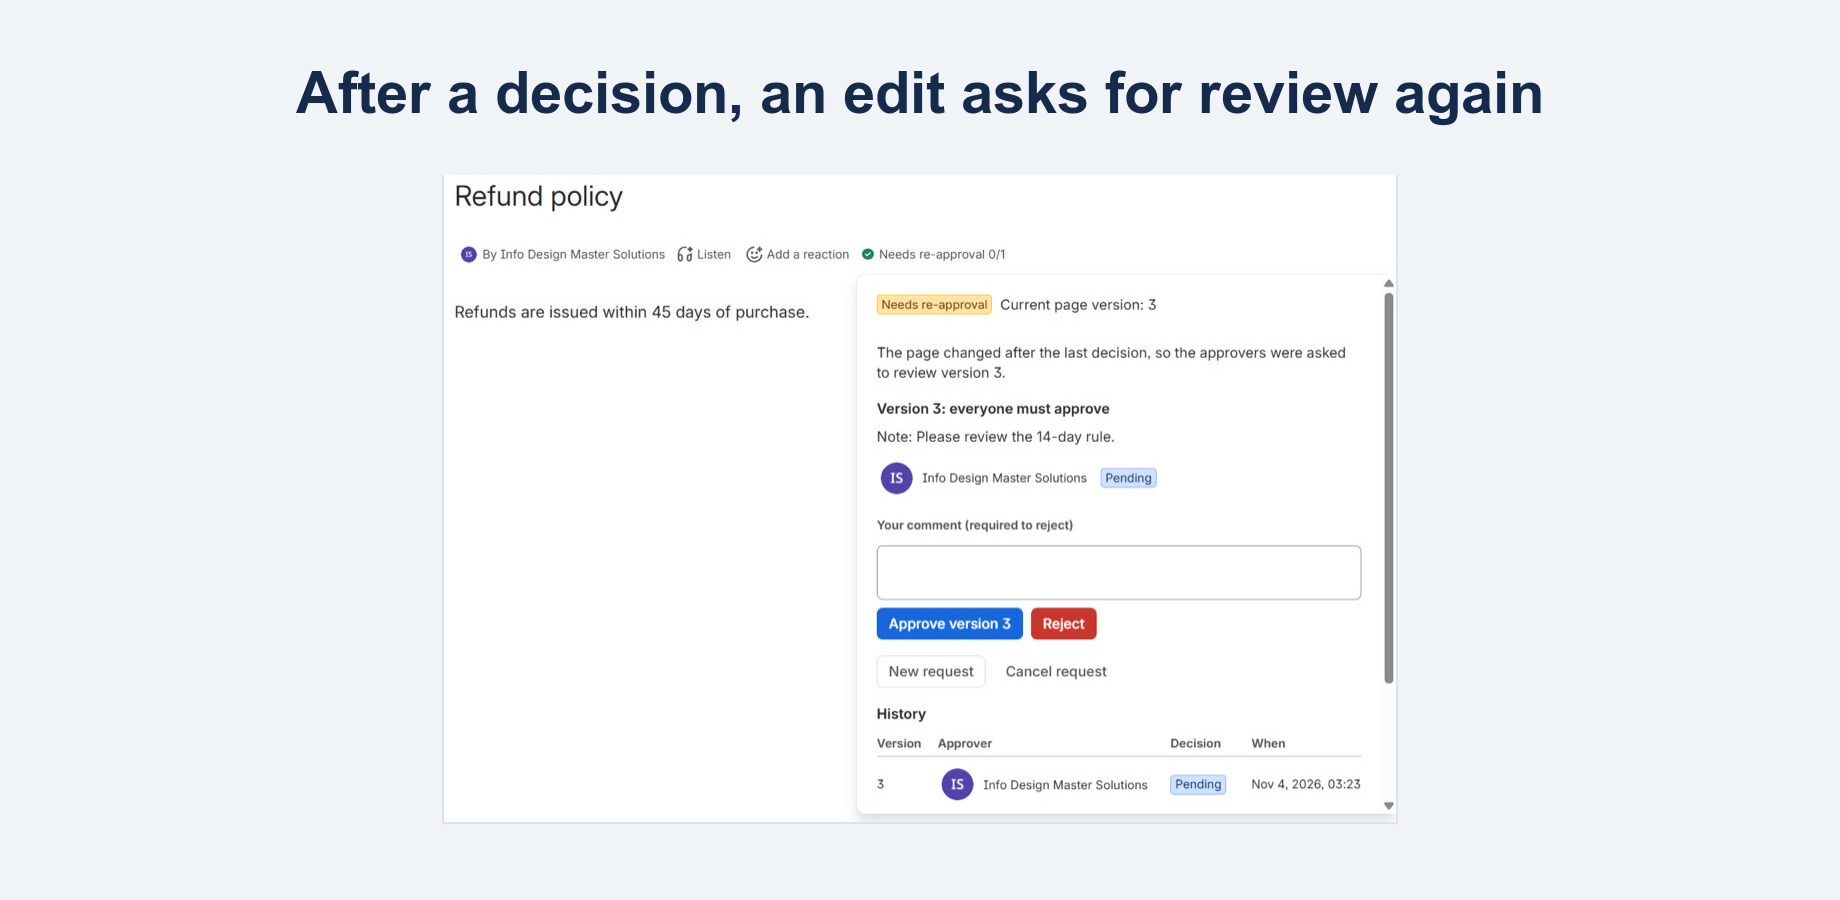 After a decision, an edit asks for review again
Refund policy
IS By Info Design Master Solutions Listen Add a reaction Needs re-approval 0/1
Refunds are issued within 45 days of purchase.
Needs re-approval Current page version: 3
The page changed after the last decision, so the approvers were asked
to review version 3.
Version 3: everyone must approve
Note: Please review the 14-day rule.
IS Info Design Master Solutions Pending
Your comment (required to reject)
Approve version 3 Reject
New request Cancel request
History
Version Approver Decision When
3 IS Info Design Master Solutions Pending Nov 4, 2026, 03:23